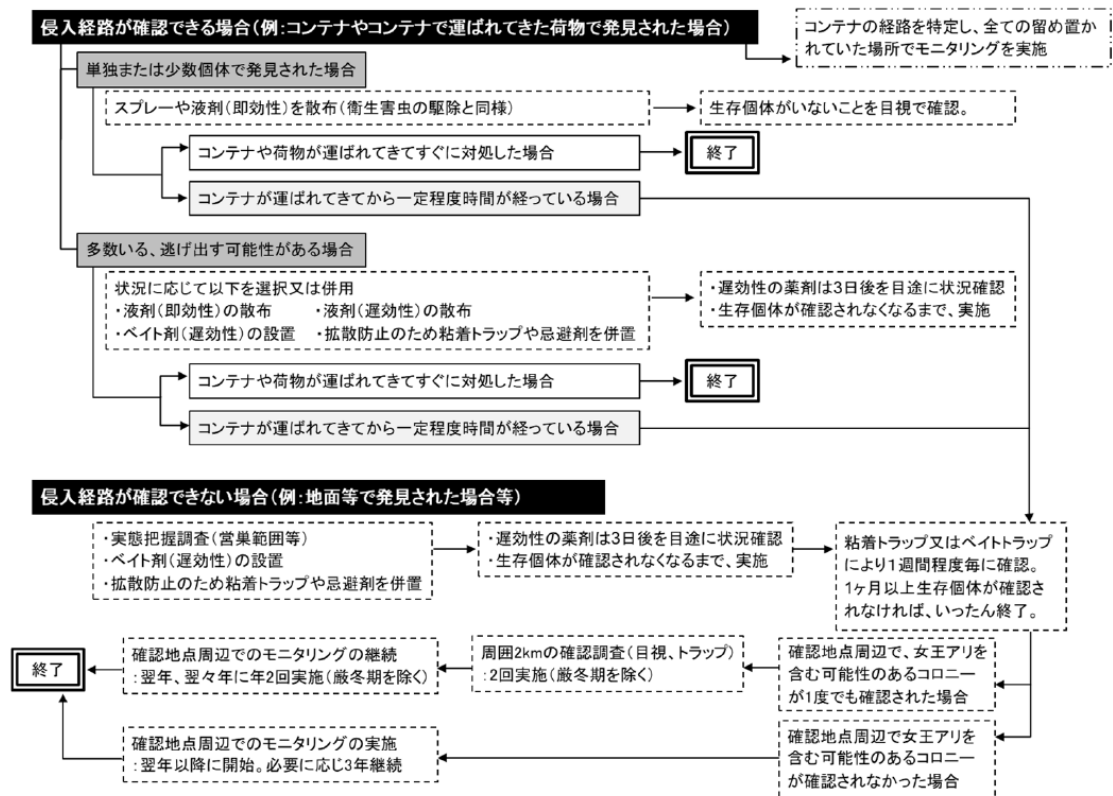 侵入経路が確認できる場合(例:コンテナやコンテナで運ばれてきた荷物で発見された場合)
コンテナの経路を特定し、全ての留め置か
れていた場所でモニタリングを実施
単独または少数個体で発見された場合
スプレーや液剤(即効性)を散布(衛生害虫の駆除と同様)
生存個体がいないことを目視で確認。
コンテナや荷物が運ばれてきてすぐに対処した場合
終了
コンテナが運ばれてきてから一定程度時間が経っている場合
多数いる、逃げ出す可能性がある場合
状況に応じて以下を選択又は併用
・液剤(即効性)の散布 ・液剤(遅効性)の散布
・ベイト剤(遅効性)の設置 ・拡散防止のため粘着トラップや忌避剤を併置
・遅効性の薬剤は3日後を目途に状況確認
・生存個体が確認されなくなるまで、実施
コンテナや荷物が運ばれてきてすぐに対処した場合
終了
コンテナが運ばれてきてから一定程度時間が経っている場合
侵入経路が確認できない場合(例:地面等で発見された場合等)
・実態把握調査(営巣範囲等)
・ベイト剤(遅効性)の設置
・拡散防止のため粘着トラップや忌避剤を併置
・遅効性の薬剤は3日後を目途に状況確認
・生存個体が確認されなくなるまで、実施
粘着トラップ又はベイトトラップ
により1週間程度毎に確認。
1ヶ月以上生存個体が確認さ
れなければ、いったん終了。
確認地点周辺で、女王アリを
含む可能性のあるコロニー
が1度でも確認された場合
周囲2kmの確認調査(目視、トラップ)
:2回実施(厳冬期を除く)
確認地点周辺でのモニタリングの継続
:翌年、翌々年に年2回実施(厳冬期を除く)
終了
確認地点周辺で女王アリを
含む可能性のあるコロニー
が確認されなかった場合
確認地点周辺でのモニタリングの実施
:翌年以降に開始。必要に応じ3年継続